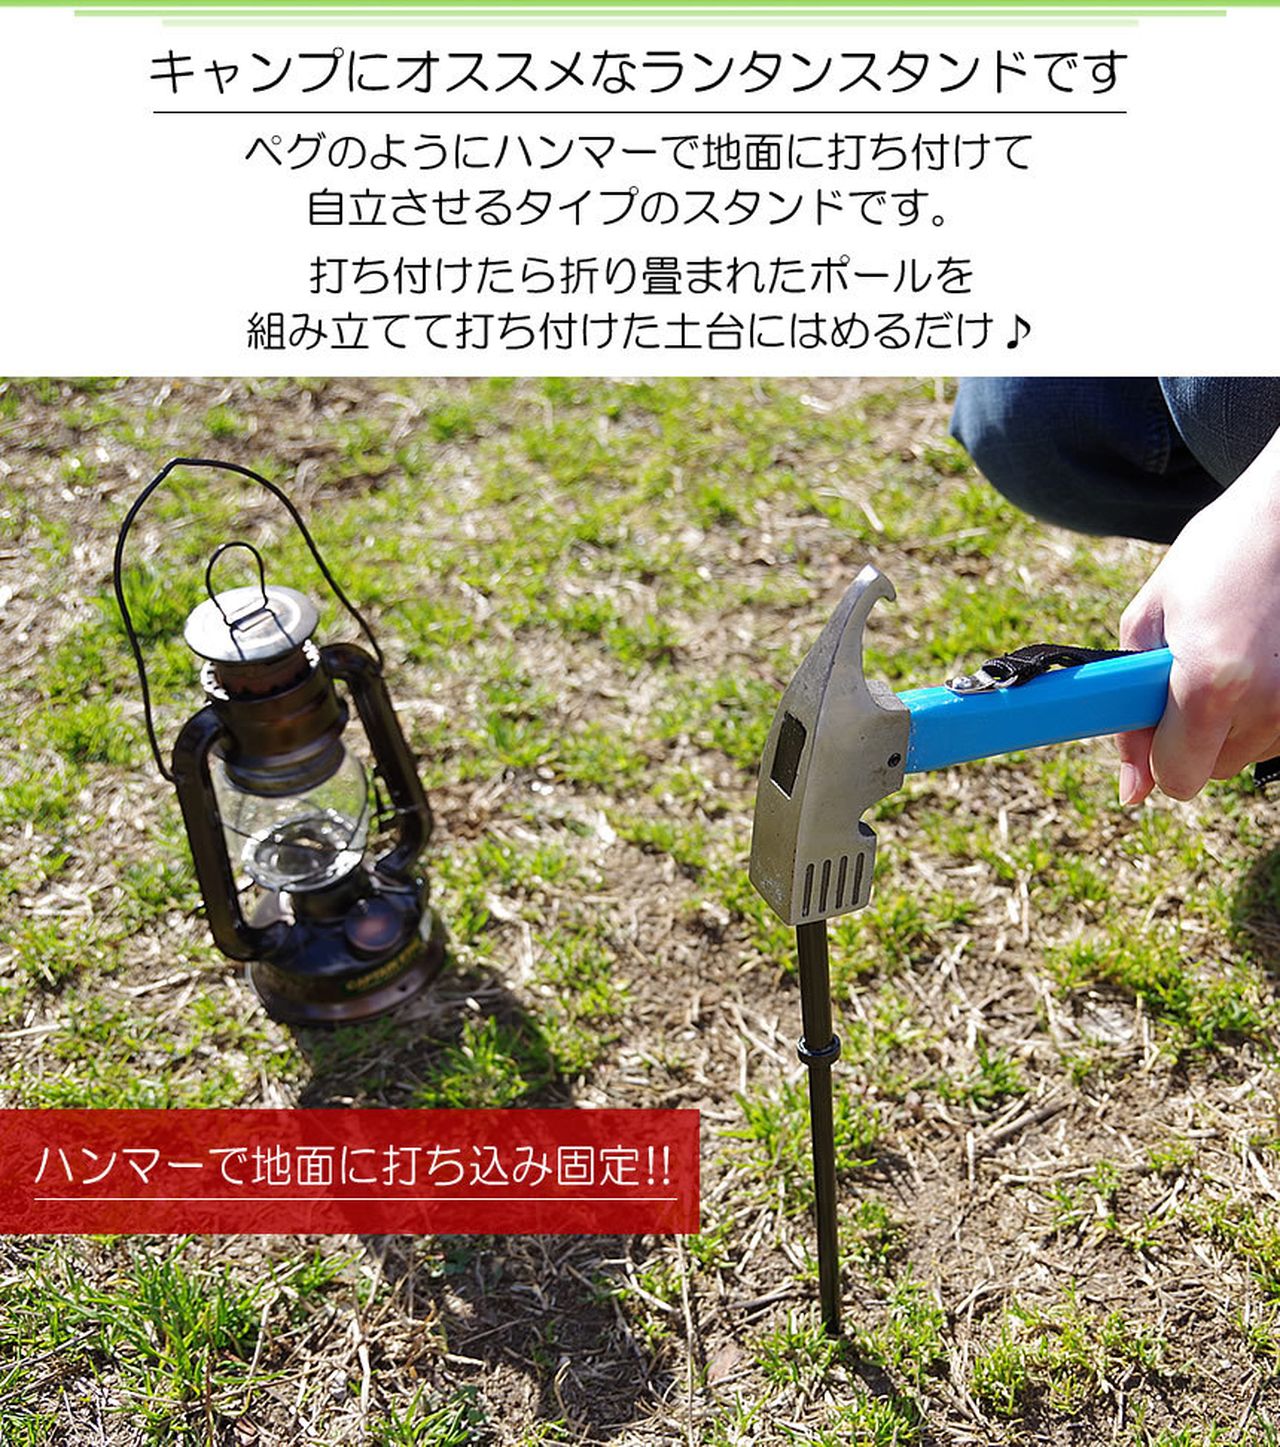 キャンプにオススメなランタンスタンドです
ペグのようにハンマーで地面に打ち付けて
自立させるタイプのスタンドです。
打ち付けたら折り畳まれたポールを
組み立てて打ち付けた土台にはめるだけ♪
ハンマーで地面に打ち込み固定!!